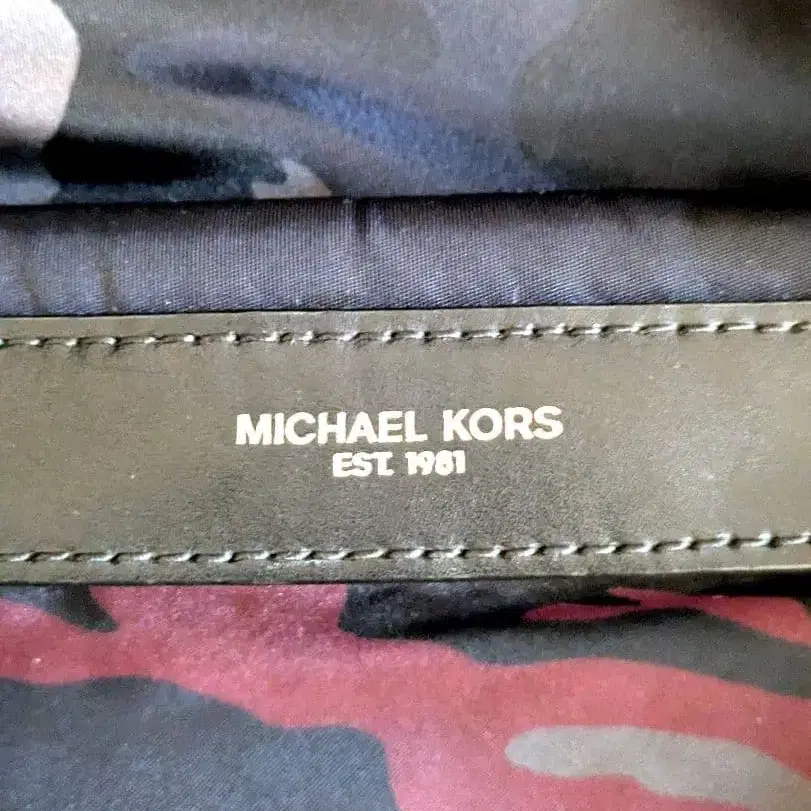 MICHAEL KORS
EST. 1981